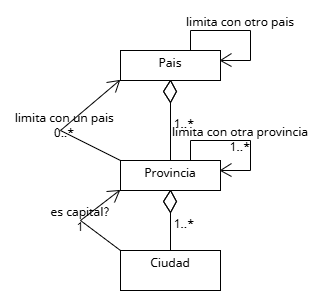 limita con otro pais
Pais
limita con un pais
0..*
1..*
limita con otra provincia
1..*
Provincia
es capital?
1
1..*
Ciudad